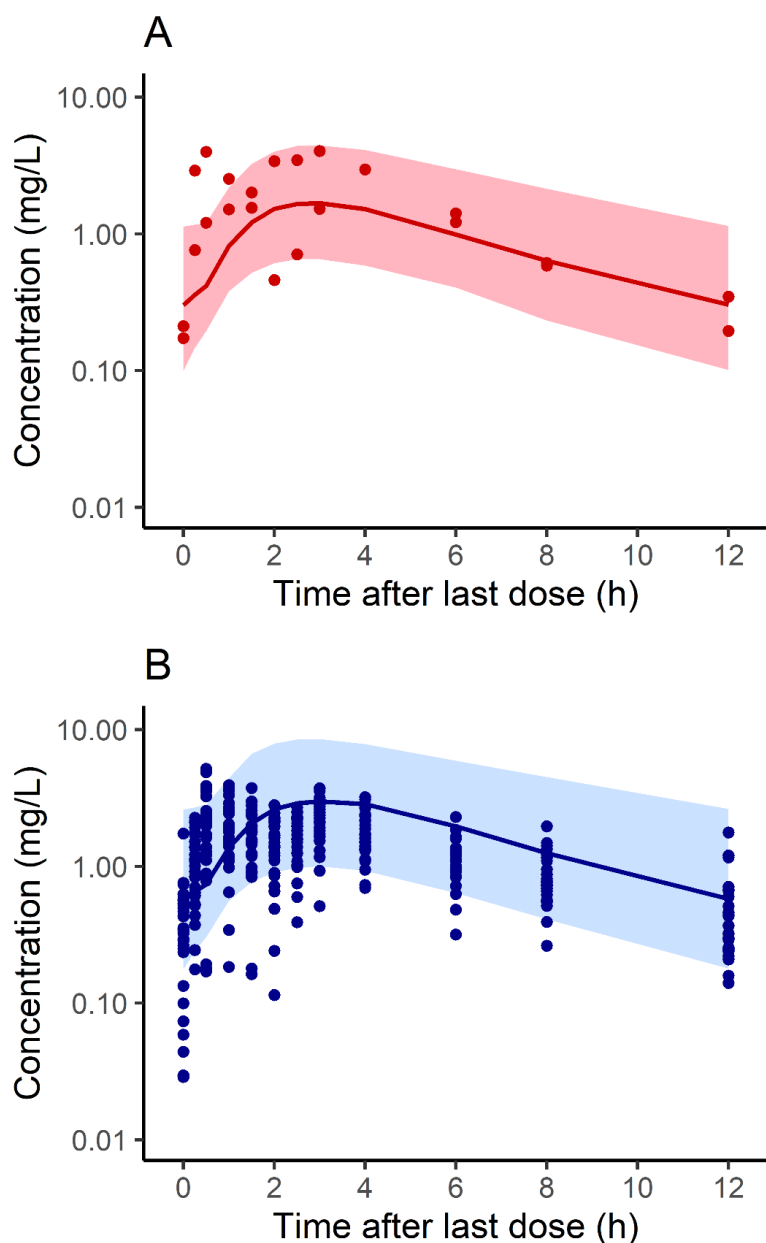 A
10.00
1.00
0.10
0.01
Concentration (mg/L)
0 2 4 6 8 10 12
Time after last dose (h)
B
10.00
1.00
0.10
0.01
Concentration (mg/L)
0 2 4 6 8 10 12
Time after last dose (h)